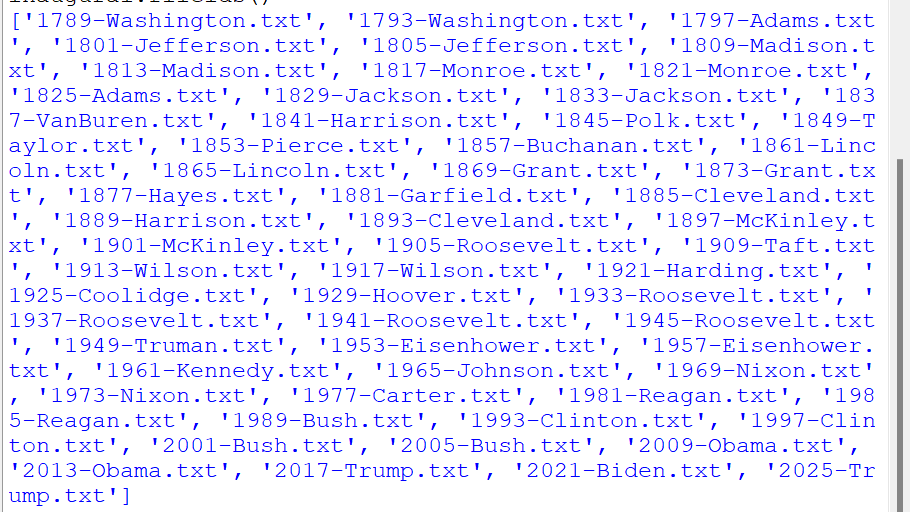 ['1789-Washington.txt', '1793-Washington.txt', '1797-Adams.txt
', '1801-Jefferson.txt', '1805-Jefferson.txt', '1809-Madison.t
xt', '1813-Madison.txt', '1817-Monroe.txt', '1821-Monroe.txt',
'1825-Adams.txt', '1829-Jackson.txt', '1833-Jackson.txt', '183
7-VanBuren.txt', '1841-Harrison.txt', '1845-Polk.txt', '1849-T
aylor.txt', '1853-Pierce.txt', '1857-Buchanan.txt', '1861-Linc
oln.txt', '1865-Lincoln.txt', '1869-Grant.txt', '1873-Grant.tx
t', '1877-Hayes.txt', '1881-Garfield.txt', '1885-Cleveland.txt
', '1889-Harrison.txt', '1893-Cleveland.txt', '1897-McKinley.t
xt', '1901-McKinley.txt', '1905-Roosevelt.txt', '1909-Taft.txt
', '1913-Wilson.txt', '1917-Wilson.txt', '1921-Harding.txt', '
1925-Coolidge.txt', '1929-Hoover.txt', '1933-Roosevelt.txt', '
1937-Roosevelt.txt', '1941-Roosevelt.txt', '1945-Roosevelt.txt
', '1949-Truman.txt', '1953-Eisenhower.txt', '1957-Eisenhower.
txt', '1961-Kennedy.txt', '1965-Johnson.txt', '1969-Nixon.txt'
, '1973-Nixon.txt', '1977-Carter.txt', '1981-Reagan.txt', '198
5-Reagan.txt', '1989-Bush.txt', '1993-Clinton.txt', '1997-Clin
ton.txt', '2001-Bush.txt', '2005-Bush.txt', '2009-Obama.txt',
'2013-Obama.txt', '2017-Trump.txt', '2021-Biden.txt', '2025-Tr
ump.txt']